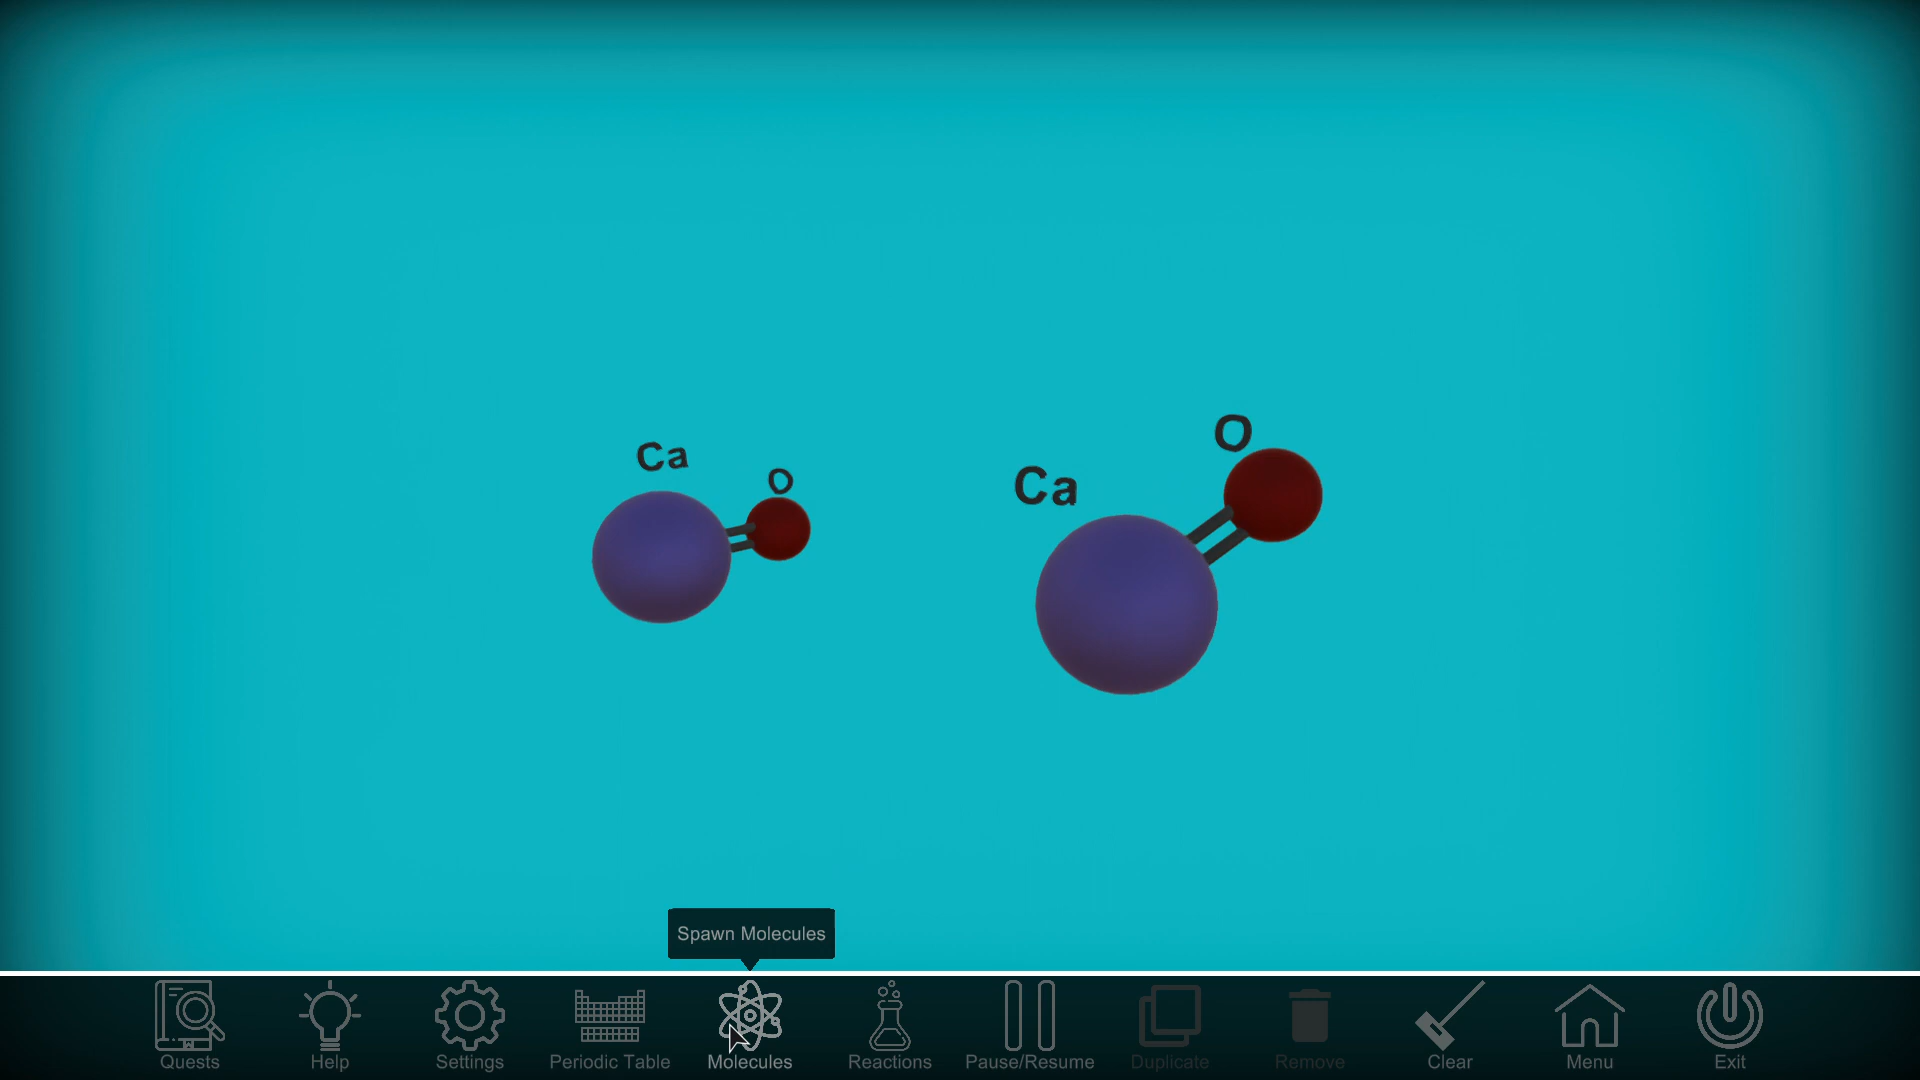 Ca
O
Ca
O
Spawn Molecules
Quests
Help
Settings
Periodic Table
Molecules
Reactions
Pause/Resume
Duplicate
Remove
Clear
Menu
Exit